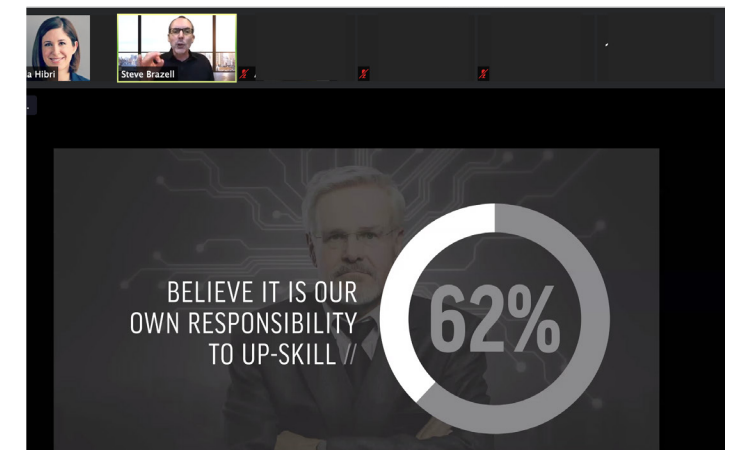 a Hibri
Steve Brazell
BELIEVE IT IS OUR
OWN RESPONSIBILITY
TO UP-SKILL //
62%